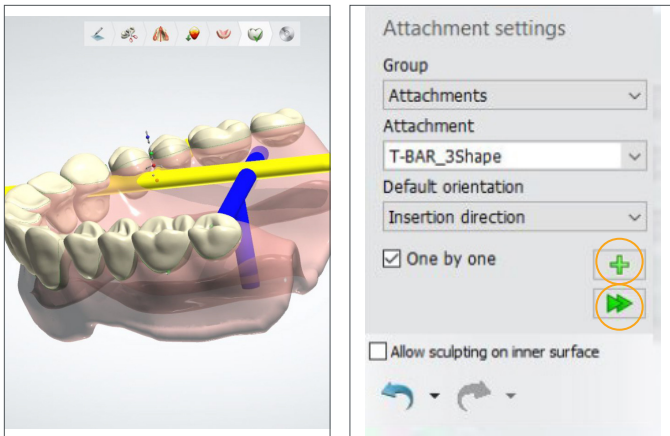 Attachment settings
Group
Attachments
Attachment
T-BAR_3Shape
Default orientation
Insertion direction
One by one
Allow sculpting on inner surface